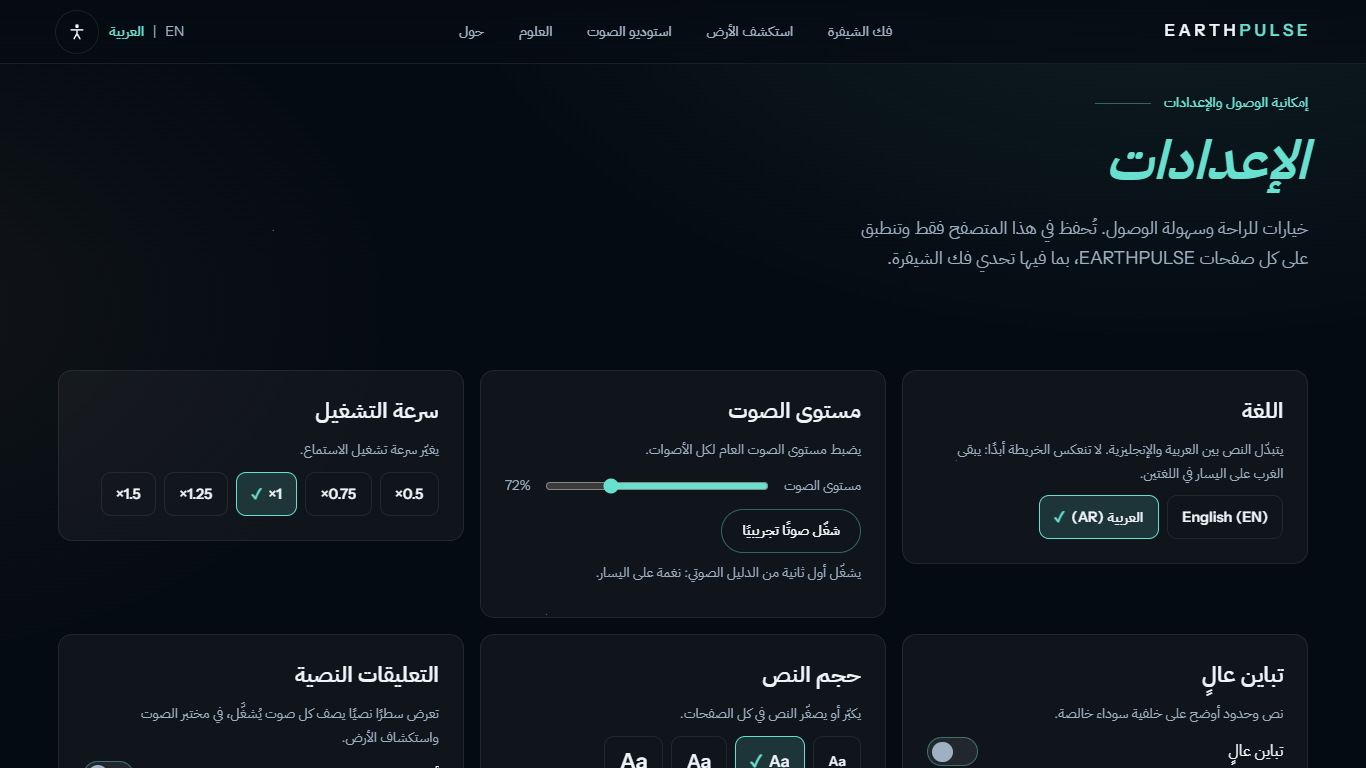 EARTHPULSE
فك الشيفرة
استكشف الأرض
استوديو الصوت
العلوم
حول
EN | العربية
إمكانية الوصول والإعدادات
الإعدادات
خيارات للراحة وسهولة الوصول. تُحفظ في هذا المتصفح فقط وتنطبق
على كل صفحات EARTHPULSE، بما فيها تحدي فك الشيفرة.
اللغة
يتبدّل النص بين العربية والإنجليزية. لا تنعكس الخريطة أبدًا: يبقى
الغرب على اليسار في اللغتين.
English (EN)
العربية (AR) ✓
مستوى الصوت
يضبط مستوى الصوت العام لكل الأصوات.
مستوى الصوت
72%
شغّل صوتًا تجريبيًا
يشغّل أول ثانية من الدليل الصوتي: نغمة على اليسار.
سرعة التشغيل
يغيّر سرعة تشغيل الاستماع.
×0.5
×0.75
×1 ✓
×1.25
×1.5
تباين عالٍ
نص وحدود أوضح على خلفية سوداء خالصة.
تباين عالٍ
حجم النص
يكبّر أو يصغّر النص في كل الصفحات.
Aa
Aa ✓
Aa
Aa
التعليقات النصية
تعرض سطرًا نصيًا يصف كل صوت يُشغَّل، في مختبر الصوت
واستكشاف الأرض.